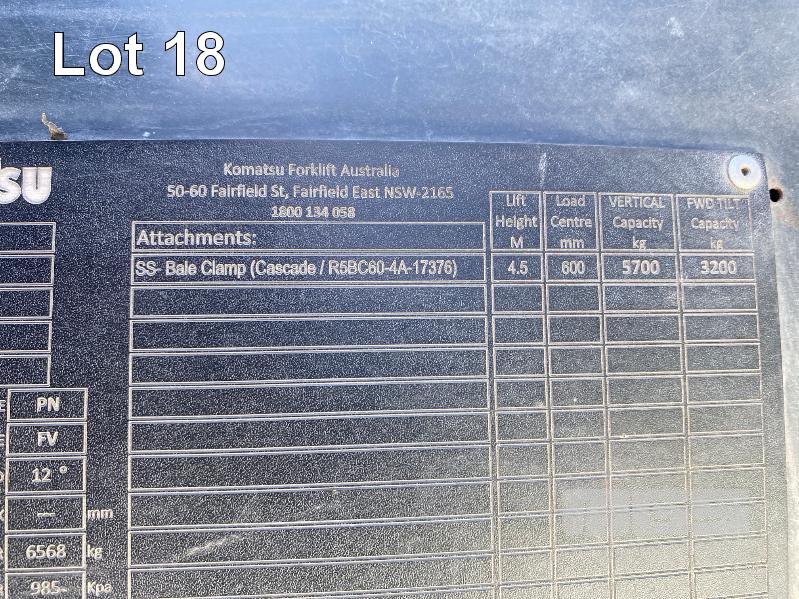 Lot 18
Komatsu Forklift Australia
50-60 Fairfield St, Fairfield East NSW-2165
1800 134 058
SU
Attachments:
Lift Height M
Load Centre mm
VERTICAL Capacity kg
FWD TILT Capacity kg
SS- Bale Clamp (Cascade / R5BC60-4A-17376) 4.5 600 5700 3200
PN
FV
12 °
— mm
6568 kg
985- Kpa